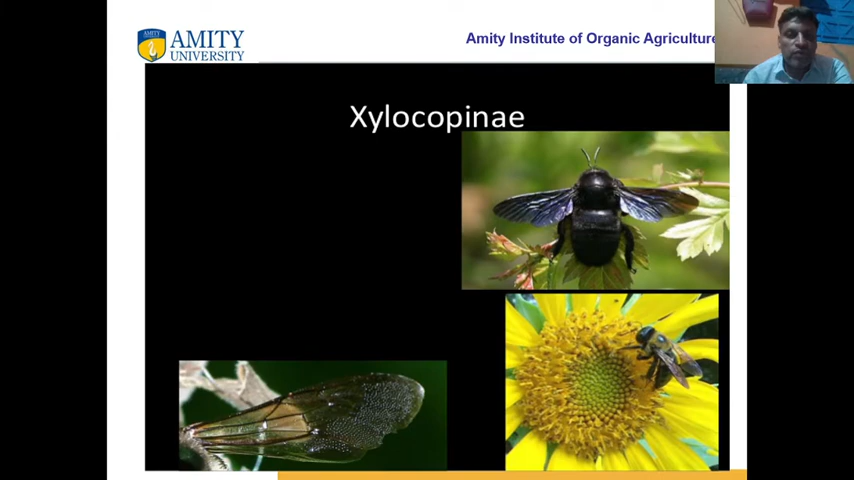 AMITY
AMITY
UNIVERSITY
Amity Institute of Organic Agriculture
Xylocopinae